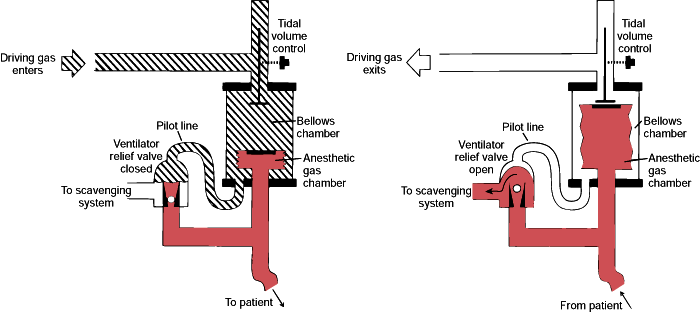 Tidal
volume
control
Driving gas
enters
Pilot line
Bellows
chamber
Ventilator
relief valve
closed
Anesthetic
gas
chamber
To scavenging
system
To patient
Tidal
volume
control
Driving gas
exits
Pilot line
Bellows
chamber
Ventilator
relief valve
open
Anesthetic
gas
chamber
To scavenging
system
From patient